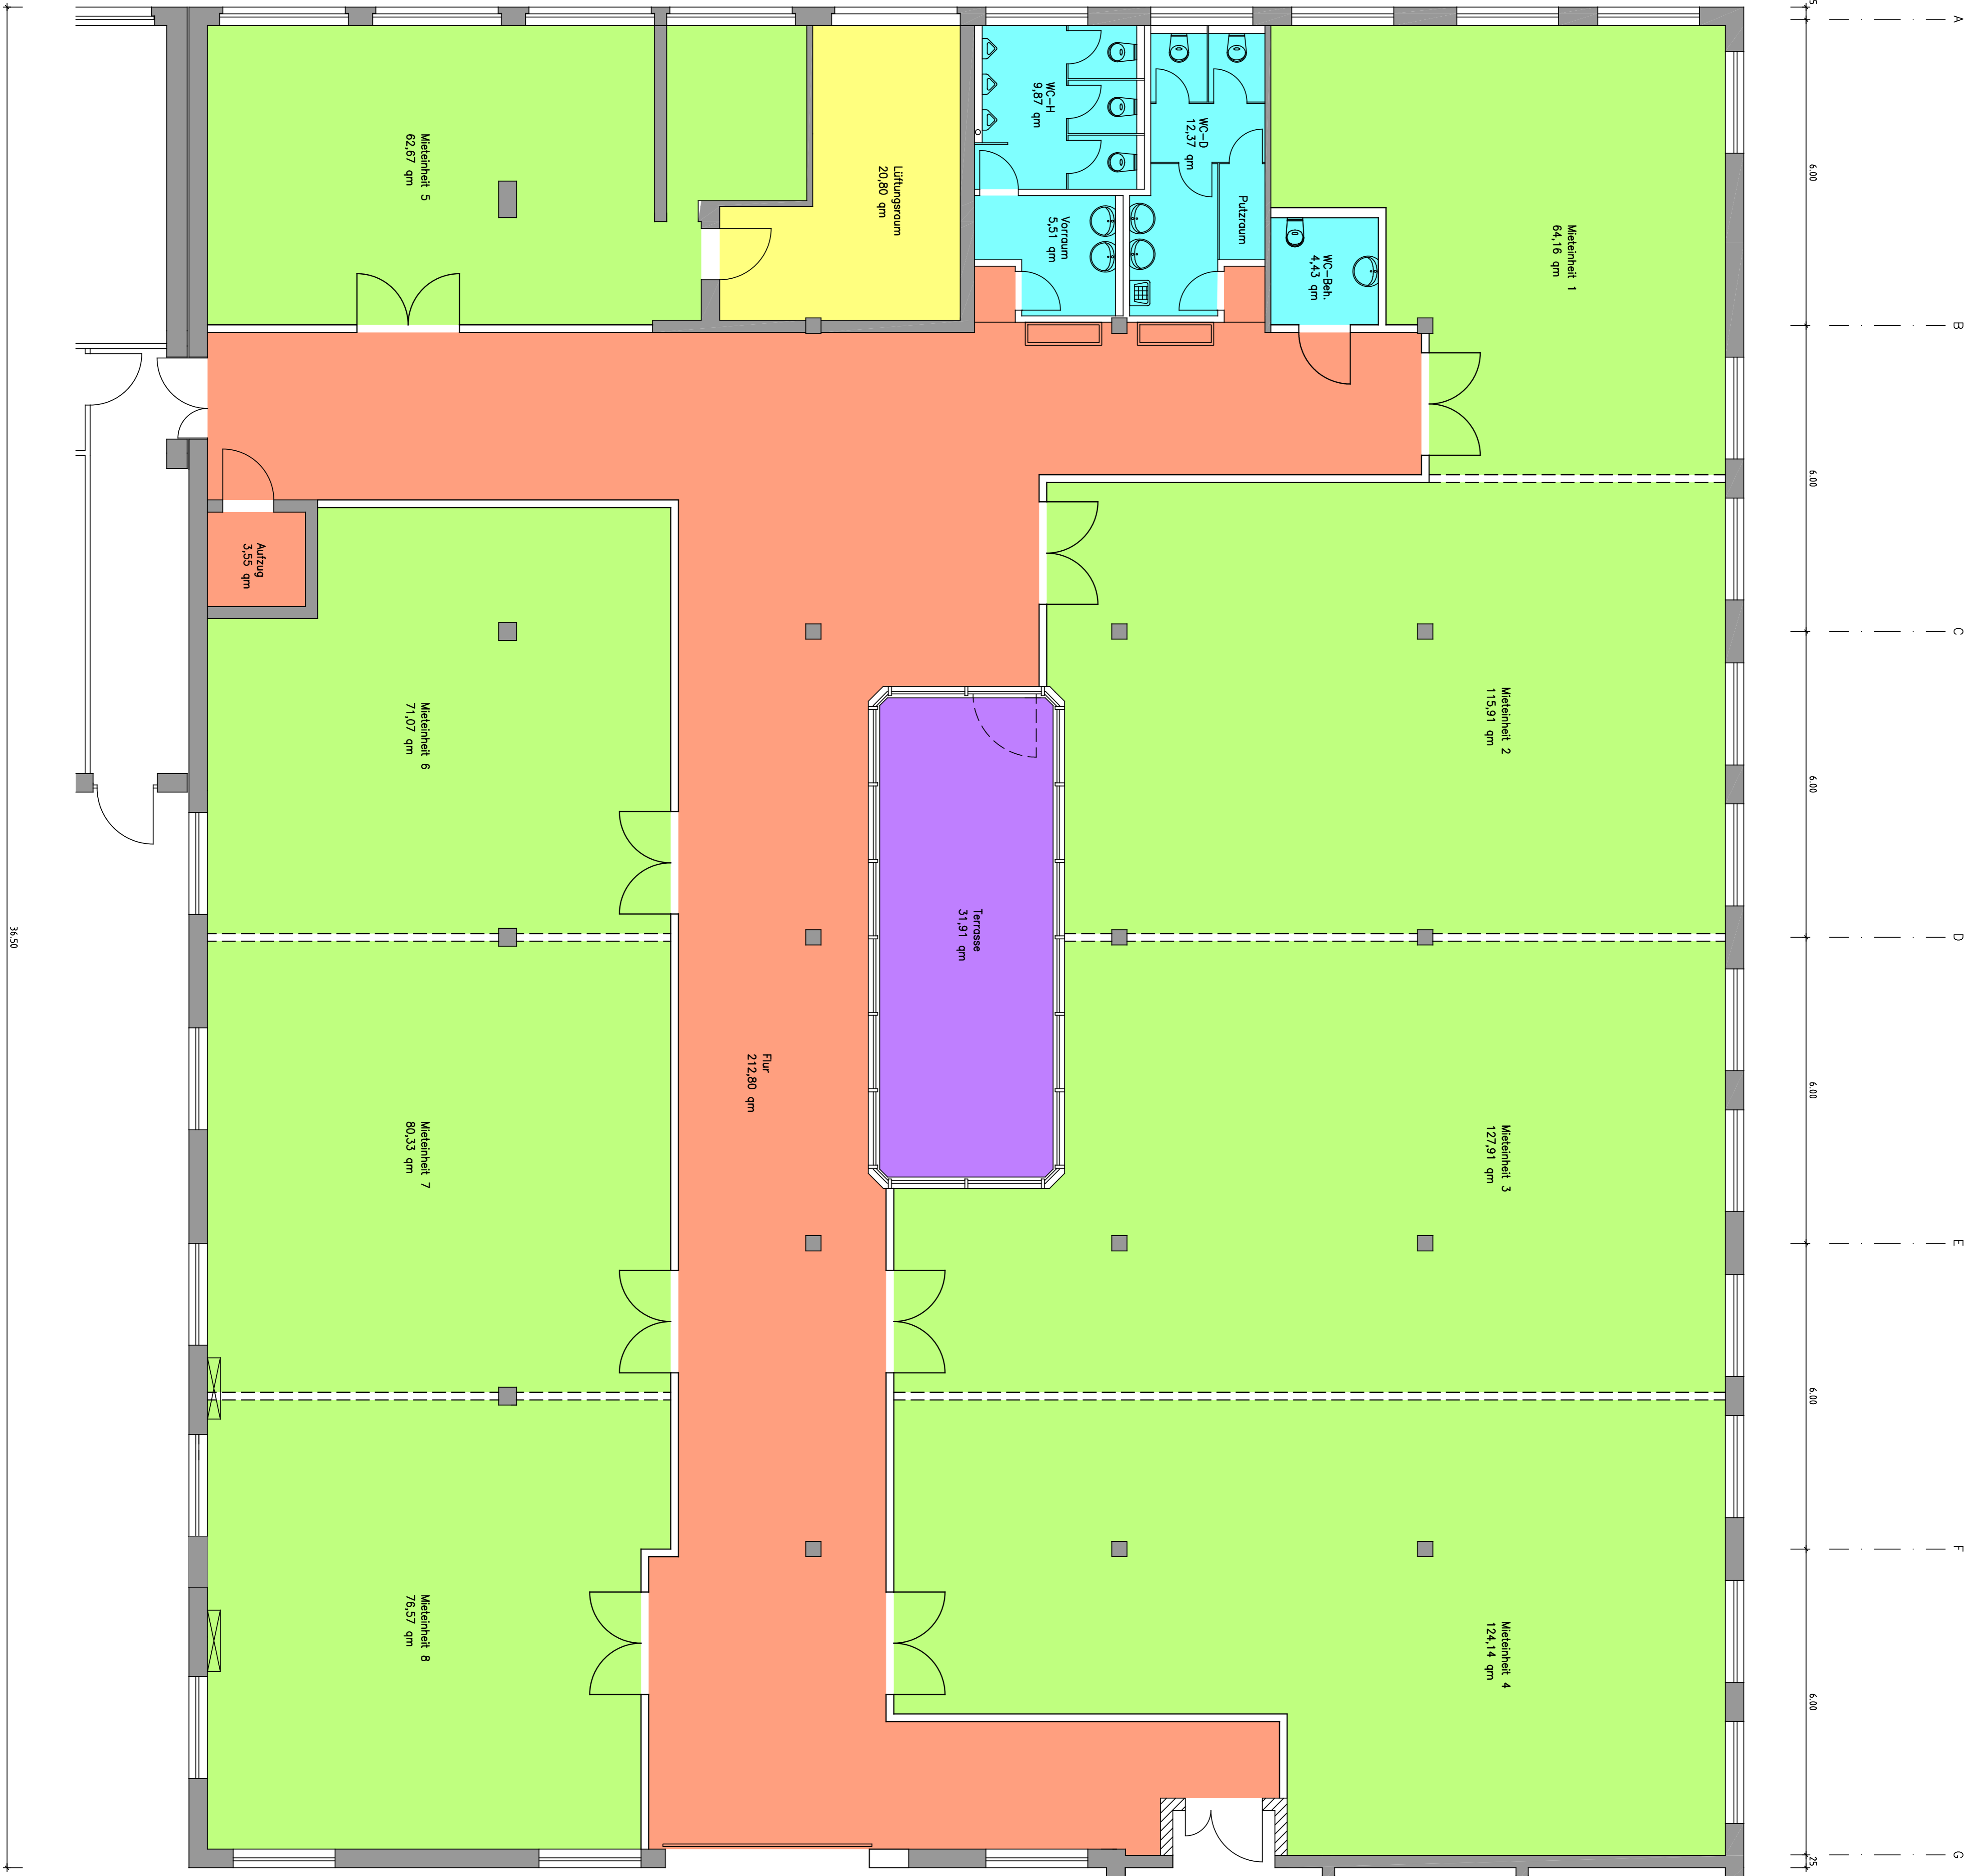 A
B
C
D
E
F
G
6.00
6.00
6.00
6.00
6.00
6.00
25
36.50
Mieteinheit 1
64,16 qm
Mieteinheit 2
115,91 qm
Mieteinheit 3
127,91 qm
Mieteinheit 4
124,14 qm
WC-Beh.
4,43 qm
Putzraum
WC-D
12,37 qm
WC-H
9,87 qm
Vorraum
5,51 qm
Lüftungsraum
20,80 qm
Terrasse
31,91 qm
Flur
212,80 qm
Mieteinheit 5
62,67 qm
Aufzug
3,55 qm
Mieteinheit 6
71,07 qm
Mieteinheit 7
80,33 qm
Mieteinheit 8
76,57 qm